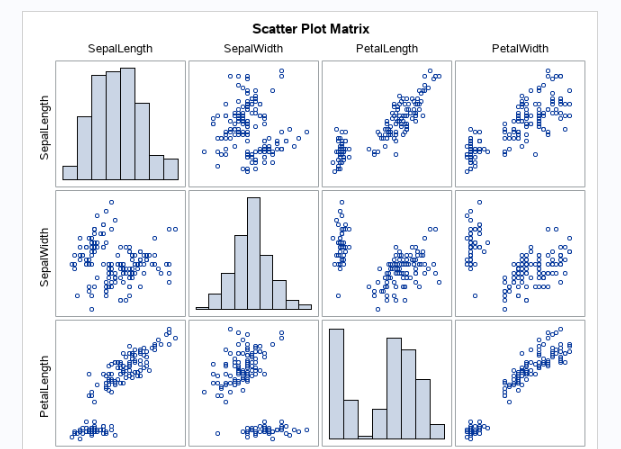 Scatter Plot Matrix
SepalLength SepalWidth PetalLength PetalWidth
SepalLength
SepalWidth
PetalLength